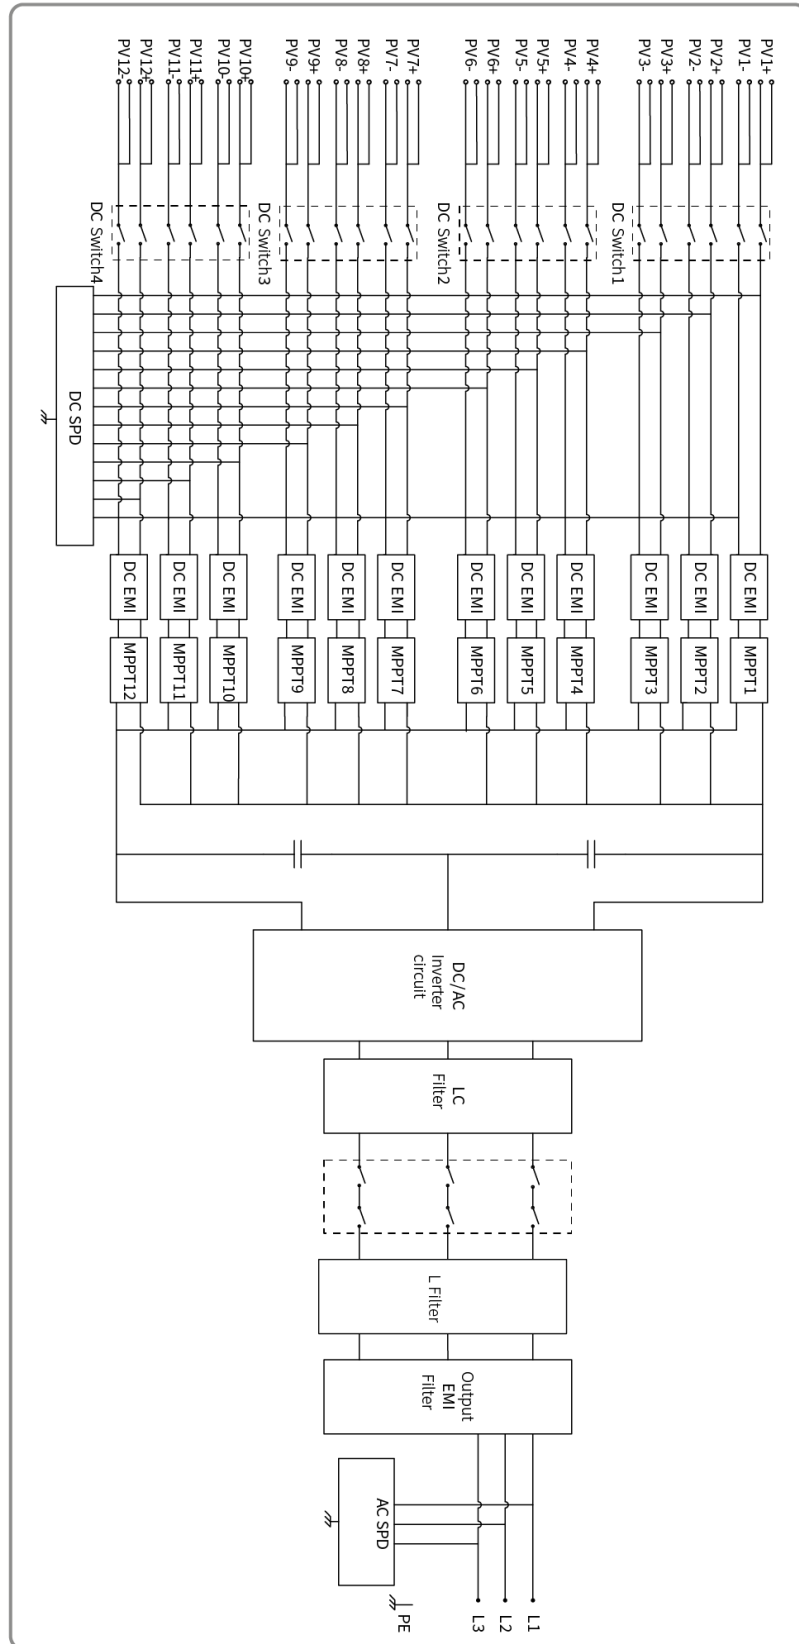 PV1+
PV1-
PV2+
PV2-
PV3+
PV3-
PV4+
PV4-
PV5+
PV5-
PV6+
PV6-
PV7+
PV7-
PV8+
PV8-
PV9+
PV9-
PV10+
PV10-
PV11+
PV11-
PV12+
PV12-
DC Switch1
DC Switch2
DC Switch3
DC Switch4
DC SPD
DC EMI
DC EMI
DC EMI
DC EMI
DC EMI
DC EMI
DC EMI
DC EMI
DC EMI
DC EMI
DC EMI
DC EMI
MPPT1
MPPT2
MPPT3
MPPT4
MPPT5
MPPT6
MPPT7
MPPT8
MPPT9
MPPT10
MPPT11
MPPT12
DC/AC
Inverter
circuit
LC
Filter
L Filter
Output
EMI
Filter
AC SPD
L1
L2
L3
PE